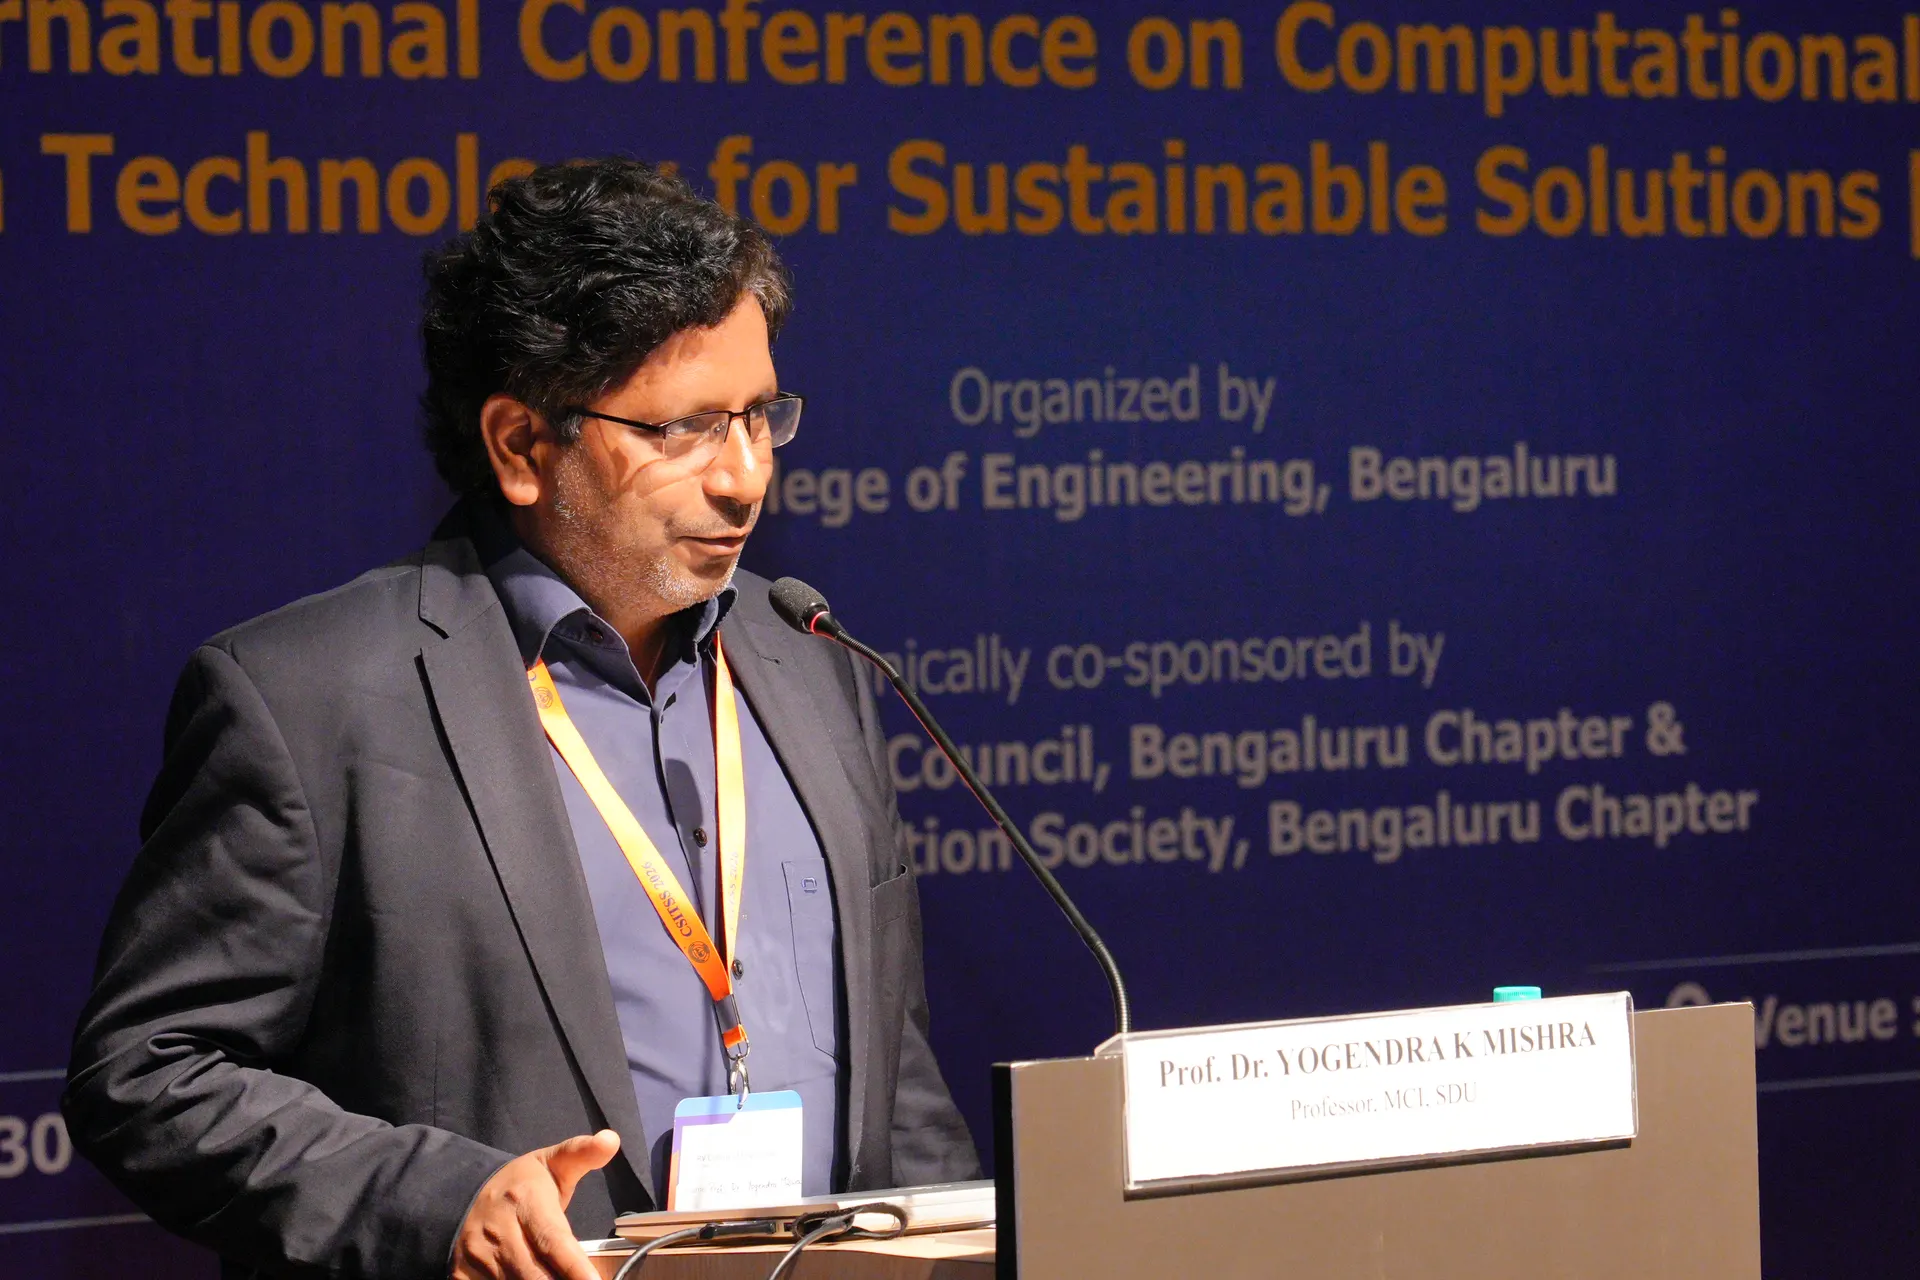 rnational Conference on Computational
Technology for Sustainable Solutions
Organized by
lege of Engineering, Bengaluru
nically co-sponsored by
Council, Bengaluru Chapter &
tion Society, Bengaluru Chapter
Venue :
30
CSITSS 2026
Prof. Dr. YOGENDRA K MISHRA
Professor, MCI, SDU